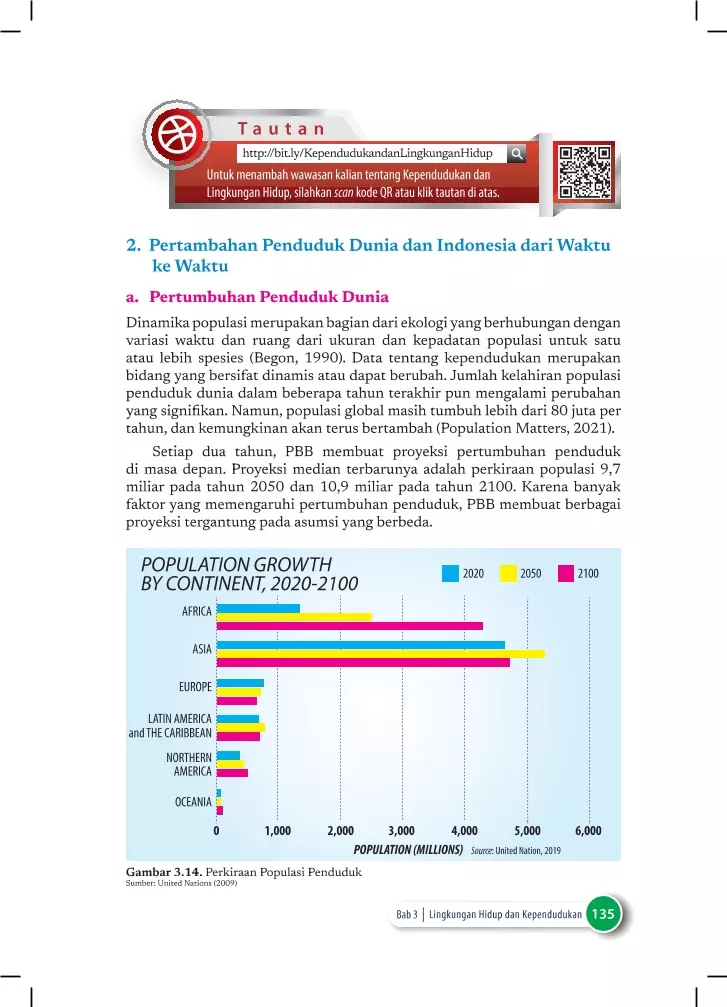 Tautan
http://bit.ly/KependudukandanLingkunganHidup
Untuk menambah wawasan kalian tentang Kependudukan dan
Lingkungan Hidup, silahkan scan kode QR atau klik tautan di atas.
2. Pertambahan Penduduk Dunia dan Indonesia dari Waktu
ke Waktu
a. Pertumbuhan Penduduk Dunia
Dinamika populasi merupakan bagian dari ekologi yang berhubungan dengan
variasi waktu dan ruang dari ukuran dan kepadatan populasi untuk satu
atau lebih spesies (Begon, 1990). Data tentang kependudukan merupakan
bidang yang bersifat dinamis atau dapat berubah. Jumlah kelahiran populasi
penduduk dunia dalam beberapa tahun terakhir pun mengalami perubahan
yang signifikan. Namun, populasi global masih tumbuh lebih dari 80 juta per
tahun, dan kemungkinan akan terus bertambah (Population Matters, 2021).
Setiap dua tahun, PBB membuat proyeksi pertumbuhan penduduk
di masa depan. Proyeksi median terbarunya adalah perkiraan populasi 9,7
miliar pada tahun 2050 dan 10,9 miliar pada tahun 2100. Karena banyak
faktor yang memengaruhi pertumbuhan penduduk, PBB membuat berbagai
proyeksi tergantung pada asumsi yang berbeda.
POPULATION GROWTH
BY CONTINENT, 2020-2100
2020 2050 2100
AFRICA
ASIA
EUROPE
LATIN AMERICA
and THE CARIBBEAN
NORTHERN
AMERICA
OCEANIA
0 1,000 2,000 3,000 4,000 5,000 6,000
POPULATION (MILLIONS) Source: United Nation, 2019
Gambar 3.14. Perkiraan Populasi Penduduk
Sumber: United Nations (2009)
Bab 3 | Lingkungan Hidup dan Kependudukan 135